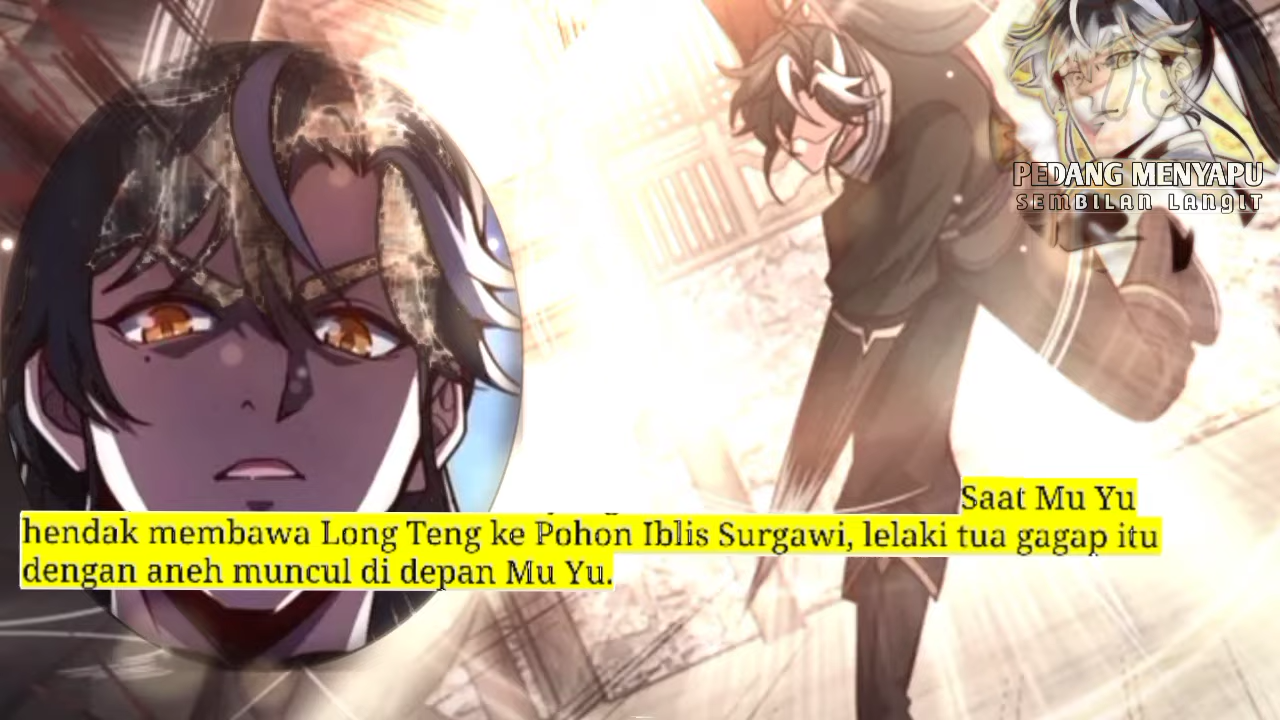 PEDANG MENYAPU
SEMBILAN LANGIT
Saat Mu Yu
hendak membawa Long Teng ke Pohon Iblis Surgawi, lelaki tua gagap itu
dengan aneh muncul di depan Mu Yu.